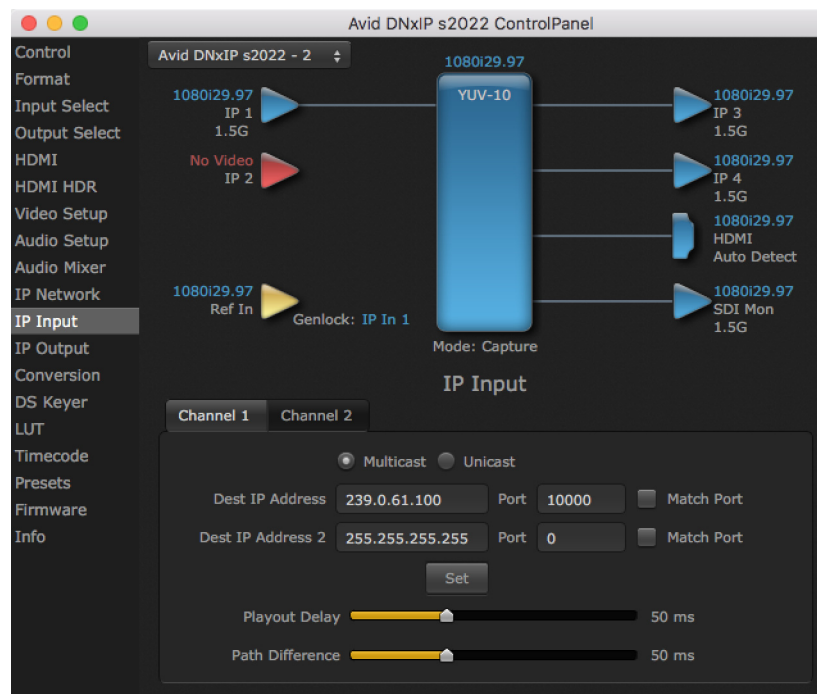 Avid DNxIP s2022 ControlPanel
Control
Format
Input Select
Output Select
HDMI
HDMI HDR
Video Setup
Audio Setup
Audio Mixer
IP Network
IP Input
IP Output
Conversion
DS Keyer
LUT
Timecode
Presets
Firmware
Info
Avid DNxIP s2022 - 2
1080i29.97
YUV-10
1080i29.97
IP 1
1.5G
No Video
IP 2
1080i29.97
Ref In
Genlock: IP In 1
1080i29.97
IP 3
1.5G
1080i29.97
IP 4
1.5G
1080i29.97
HDMI
Auto Detect
1080i29.97
SDI Mon
1.5G
Mode: Capture
IP Input
Channel 1 Channel 2
Multicast Unicast
Dest IP Address 239.0.61.100 Port 10000 Match Port
Dest IP Address 2 255.255.255.255 Port 0 Match Port
Set
Playout Delay 50 ms
Path Difference 50 ms